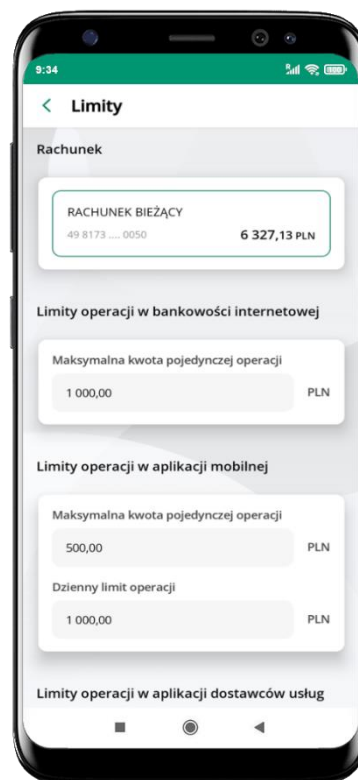 9:34
Limity
Rachunek
RACHUNEK BIEŻĄCY
49 8173 .... 0050 6 327,13 PLN
Limity operacji w bankowości internetowej
Maksymalna kwota pojedynczej operacji
1 000,00 PLN
Limity operacji w aplikacji mobilnej
Maksymalna kwota pojedynczej operacji
500,00 PLN
Dzienny limit operacji
1 000,00 PLN
Limity operacji w aplikacji dostawców usług